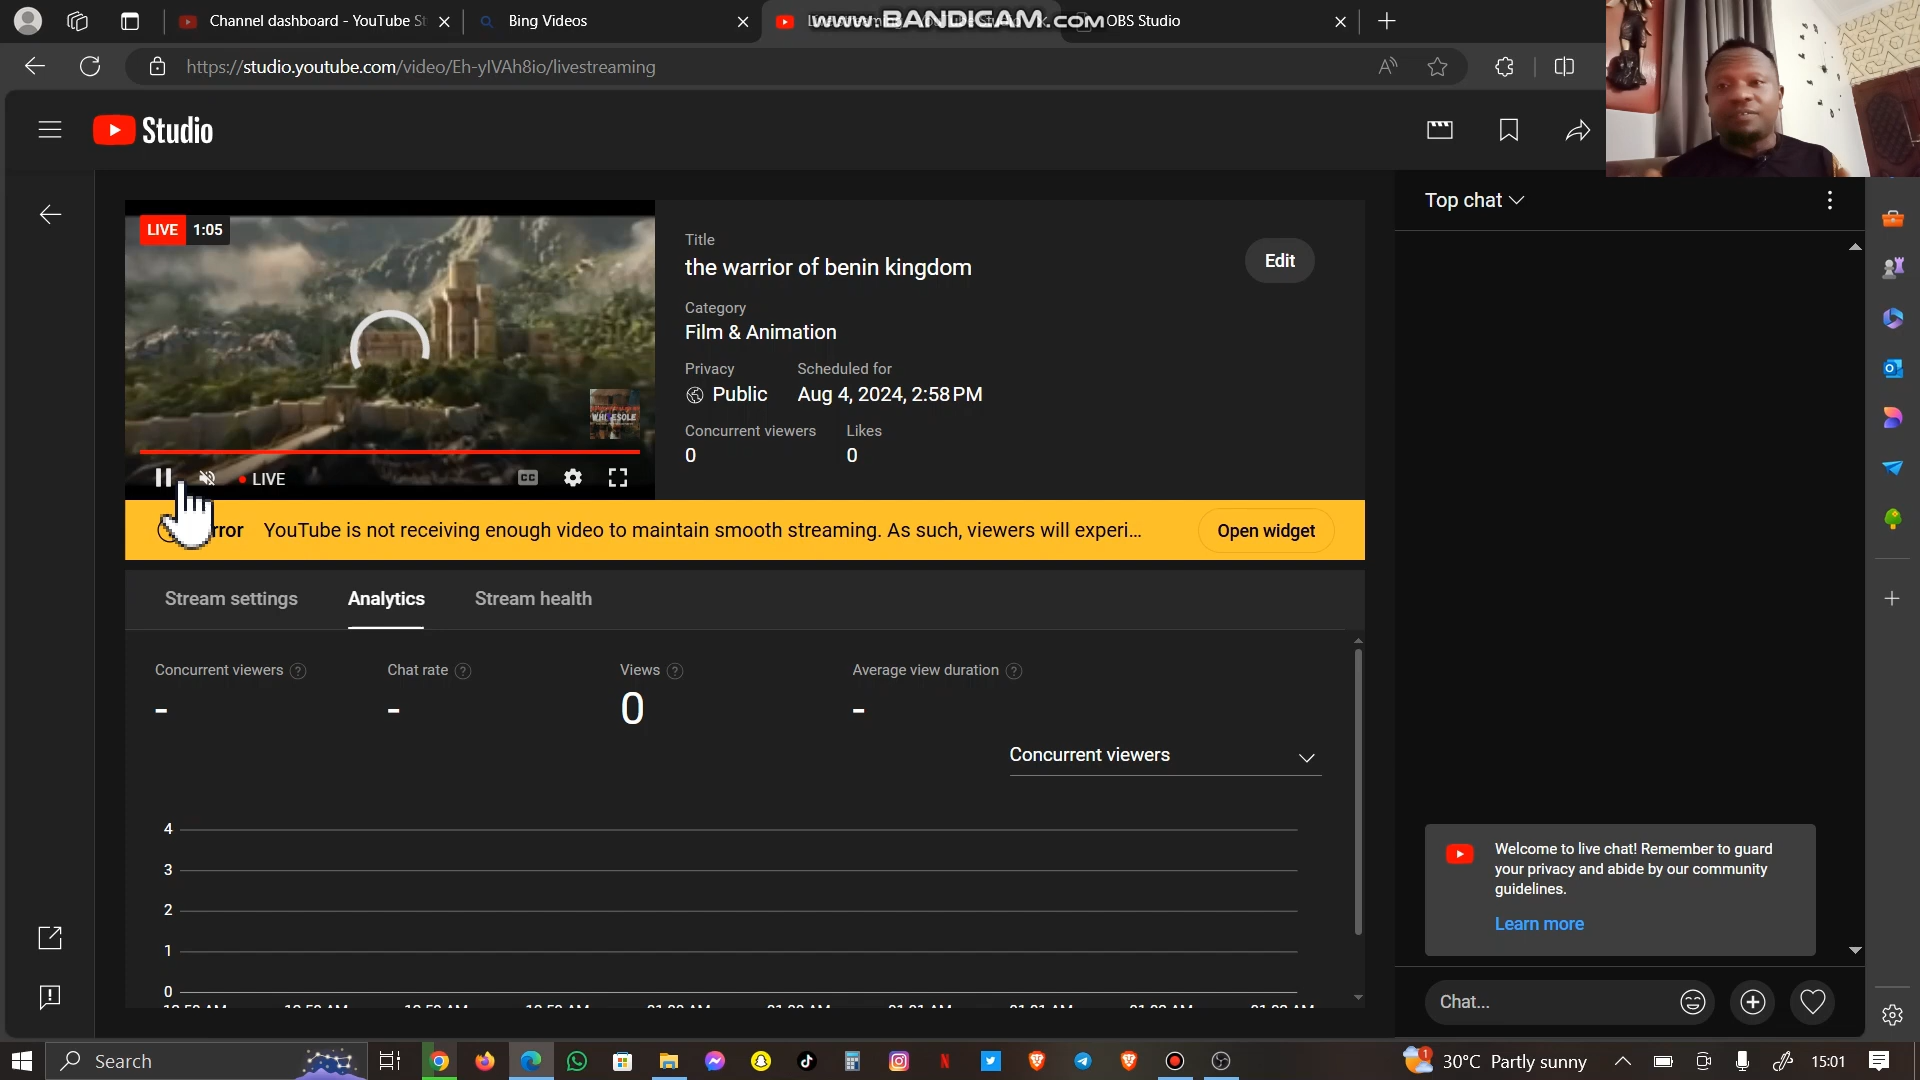 Channel dashboard - YouTube St
Bing Videos
www.BANDICAM.com
OBS Studio
https://studio.youtube.com/video/Eh-yIVAh8io/livestreaming
Studio
Top chat
LIVE 1:05
Title
the warrior of benin kingdom
Edit
Category
Film & Animation
Privacy
Scheduled for
Public
Aug 4, 2024, 2:58 PM
Concurrent viewers
Likes
0
0
LIVE
rror YouTube is not receiving enough video to maintain smooth streaming. As such, viewers will experi...
Open widget
Stream settings
Analytics
Stream health
Concurrent viewers
Chat rate
Views
Average view duration
-
-
0
-
Concurrent viewers
4
3
2
1
0
Welcome to live chat! Remember to guard
your privacy and abide by our community
guidelines.
Learn more
Chat...
Search
1
30°C Partly sunny
15:01